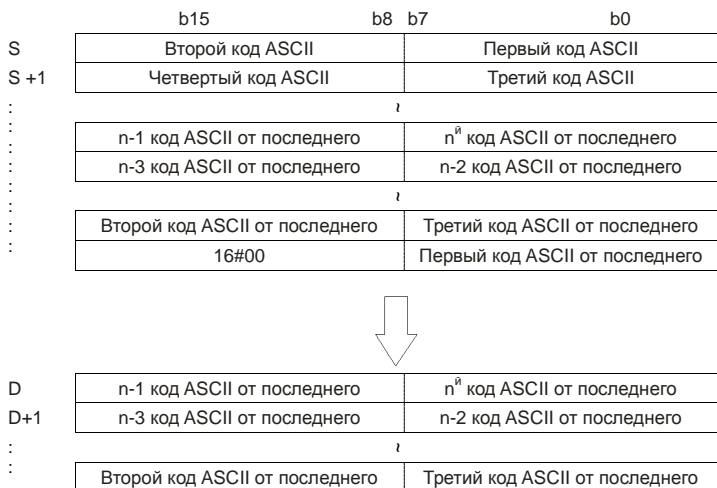 b15 b8 b7 b0
S Второй код ASCII Первый код ASCII
S +1 Четвертый код ASCII Третий код ASCII
: ~
:
: n-1 код ASCII от последнего nй код ASCII от последнего
: n-3 код ASCII от последнего n-2 код ASCII от последнего
: ~
: Второй код ASCII от последнего Третий код ASCII от последнего
: 16#00 Первый код ASCII от последнего
D n-1 код ASCII от последнего nй код ASCII от последнего
D+1 n-3 код ASCII от последнего n-2 код ASCII от последнего
: ~
: Второй код ASCII от последнего Третий код ASCII от последнего